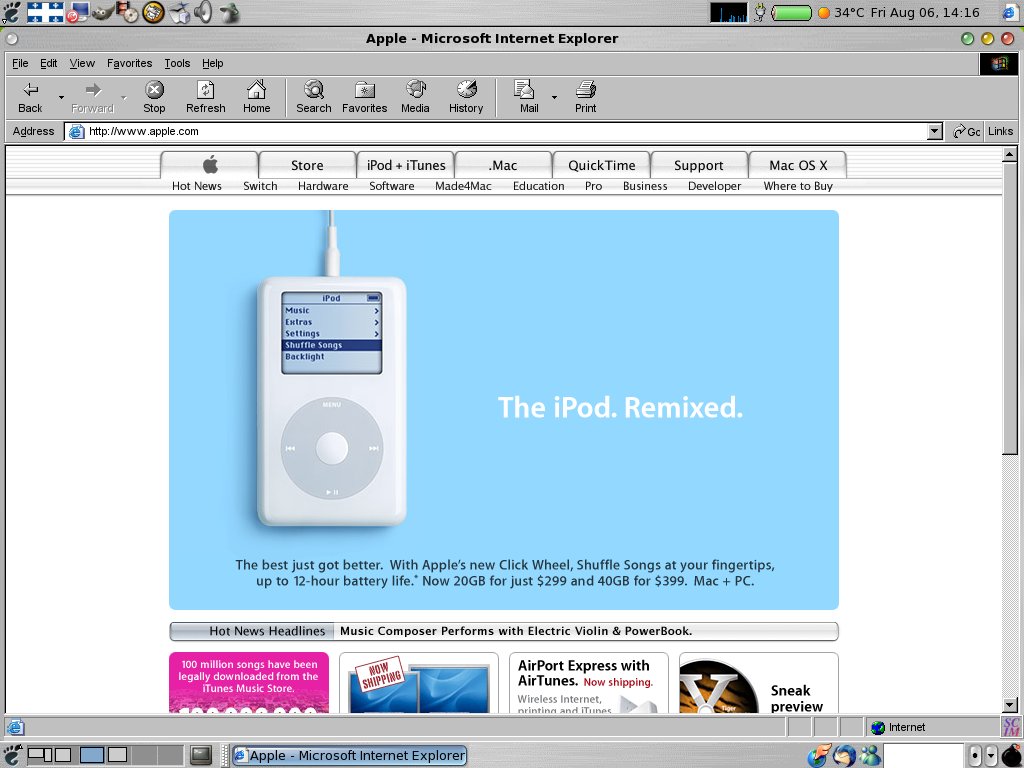 34°C Fri Aug 06, 14:16
Apple - Microsoft Internet Explorer
File Edit View Favorites Tools Help
Back Forward Stop Refresh Home Search Favorites Media History Mail Print
Address http://www.apple.com Go Links
Store iPod + iTunes .Mac QuickTime Support Mac OS X
Hot News Switch Hardware Software Made4Mac Education Pro Business Developer Where to Buy
iPod
Music
Extras
Settings
Shuffle Songs
Backlight
MENU
The iPod. Remixed.
The best just got better. With Apple's new Click Wheel, Shuffle Songs at your fingertips,
up to 12-hour battery life.* Now 20GB for just $299 and 40GB for $399. Mac + PC.
Hot News Headlines Music Composer Performs with Electric Violin & PowerBook.
100 million songs have been
legally downloaded from the
iTunes Music Store.
NOW
SHIPPING
AirPort Express with
AirTunes. Now shipping.
Wireless Internet,
printing and iTunes
X
Tiger
Sneak
preview
Internet
SC
IM
Apple - Microsoft Internet Explorer